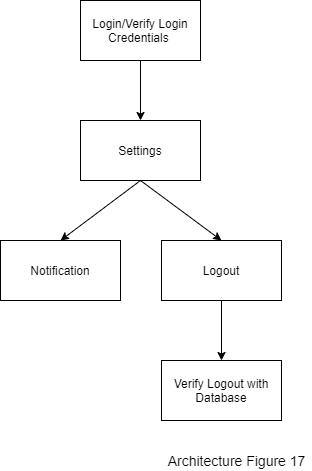 Login/Verify Login
Credentials
Settings
Notification
Logout
Verify Logout with
Database
Architecture Figure 17